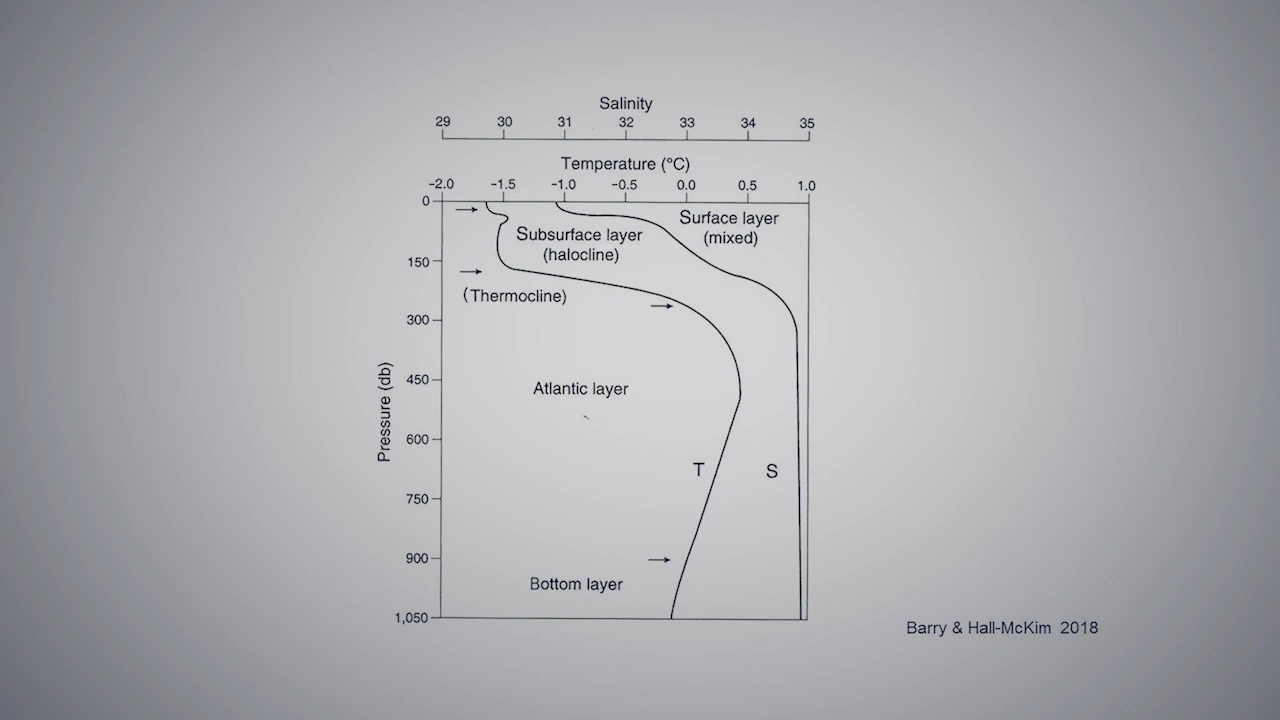 Salinity
29 30 31 32 33 34 35
Temperature (°C)
-2.0 -1.5 -1.0 -0.5 0.0 0.5 1.0
0
Surface layer
(mixed)
Subsurface layer
(halocline)
150
(Thermocline)
300
Pressure (db)
450
Atlantic layer
600
T S
750
900
Bottom layer
1,050
Barry & Hall-McKim 2018